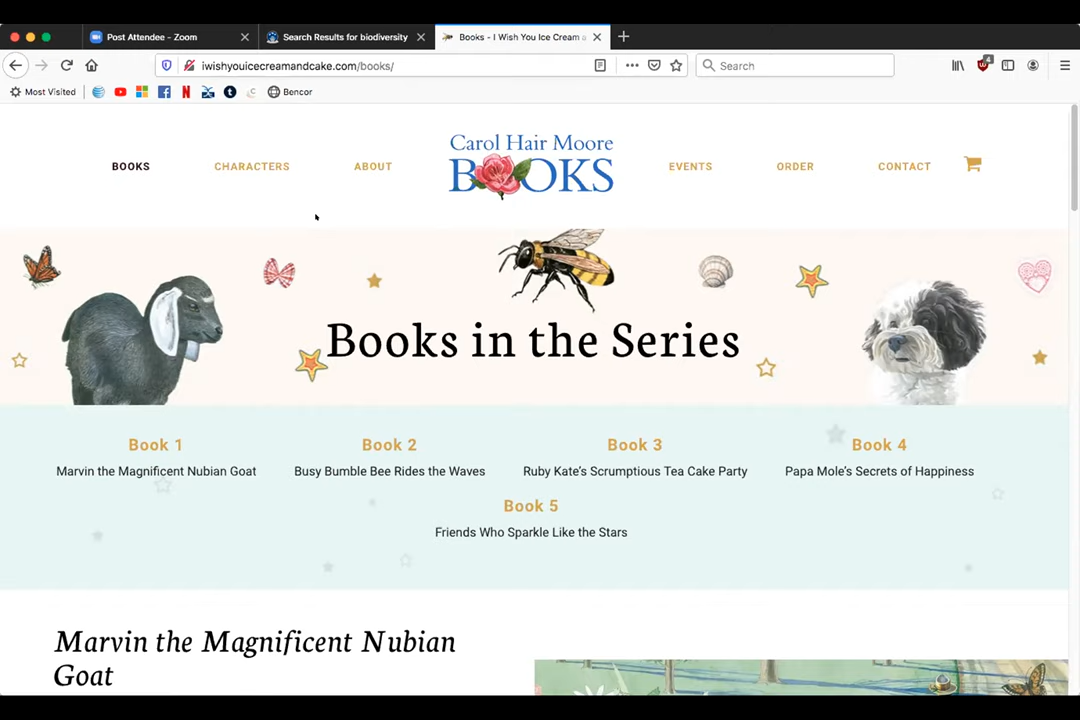 Post Attendee - Zoom
Search Results for biodiversity
Books - I Wish You Ice Cream a
iwishyouicecreamandcake.com/books/
Search
4
Most Visited
Bencor
BOOKS
CHARACTERS
ABOUT
Carol Hair Moore
BOOKS
EVENTS
ORDER
CONTACT
Books in the Series
Book 1
Marvin the Magnificent Nubian Goat
Book 2
Busy Bumble Bee Rides the Waves
Book 3
Ruby Kate's Scrumptious Tea Cake Party
Book 4
Papa Mole's Secrets of Happiness
Book 5
Friends Who Sparkle Like the Stars
Marvin the Magnificent Nubian
Goat